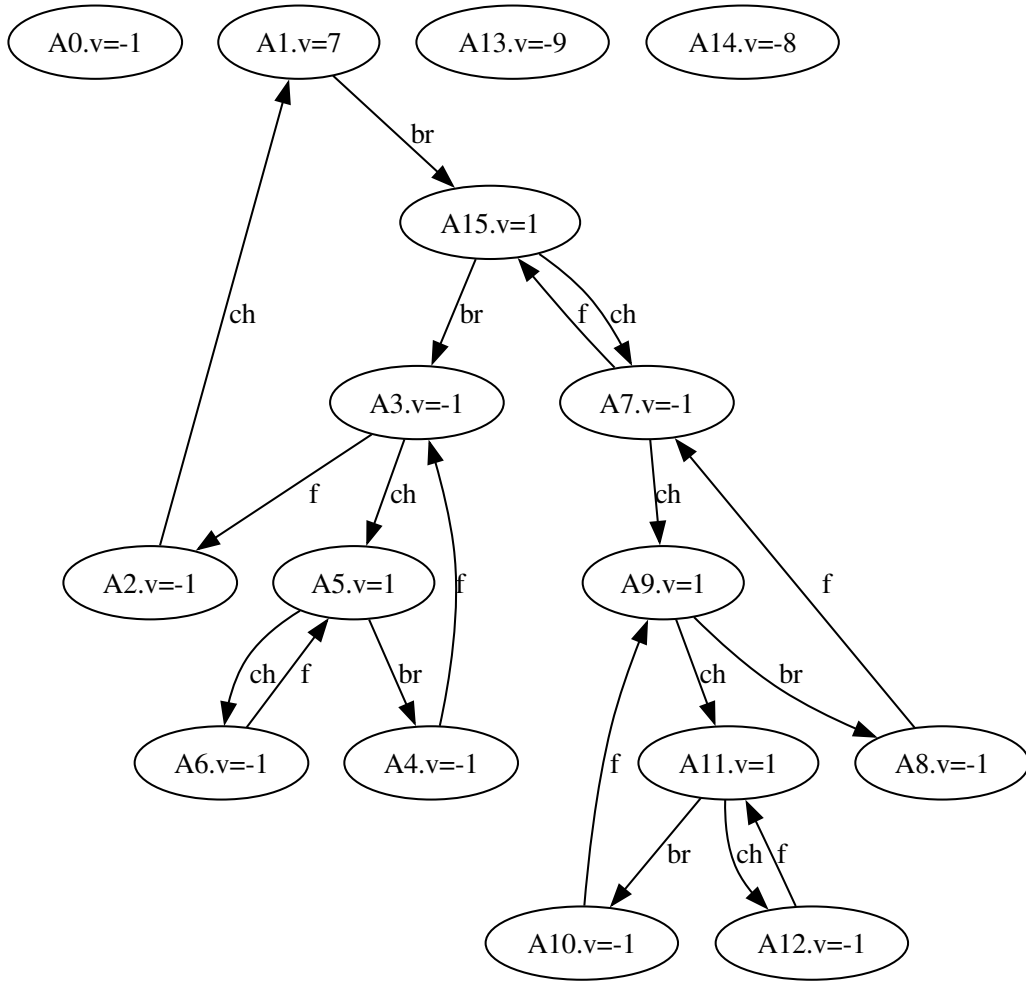 A0.v=-1
A1.v=7
A13.v=-9
A14.v=-8
br
A15.v=1
ch
br
f
ch
A3.v=-1
A7.v=-1
f
ch
ch
A2.v=-1
A5.v=1
f
A9.v=1
f
ch
f
br
ch
br
A6.v=-1
A4.v=-1
f
A11.v=1
A8.v=-1
br
ch
f
A10.v=-1
A12.v=-1